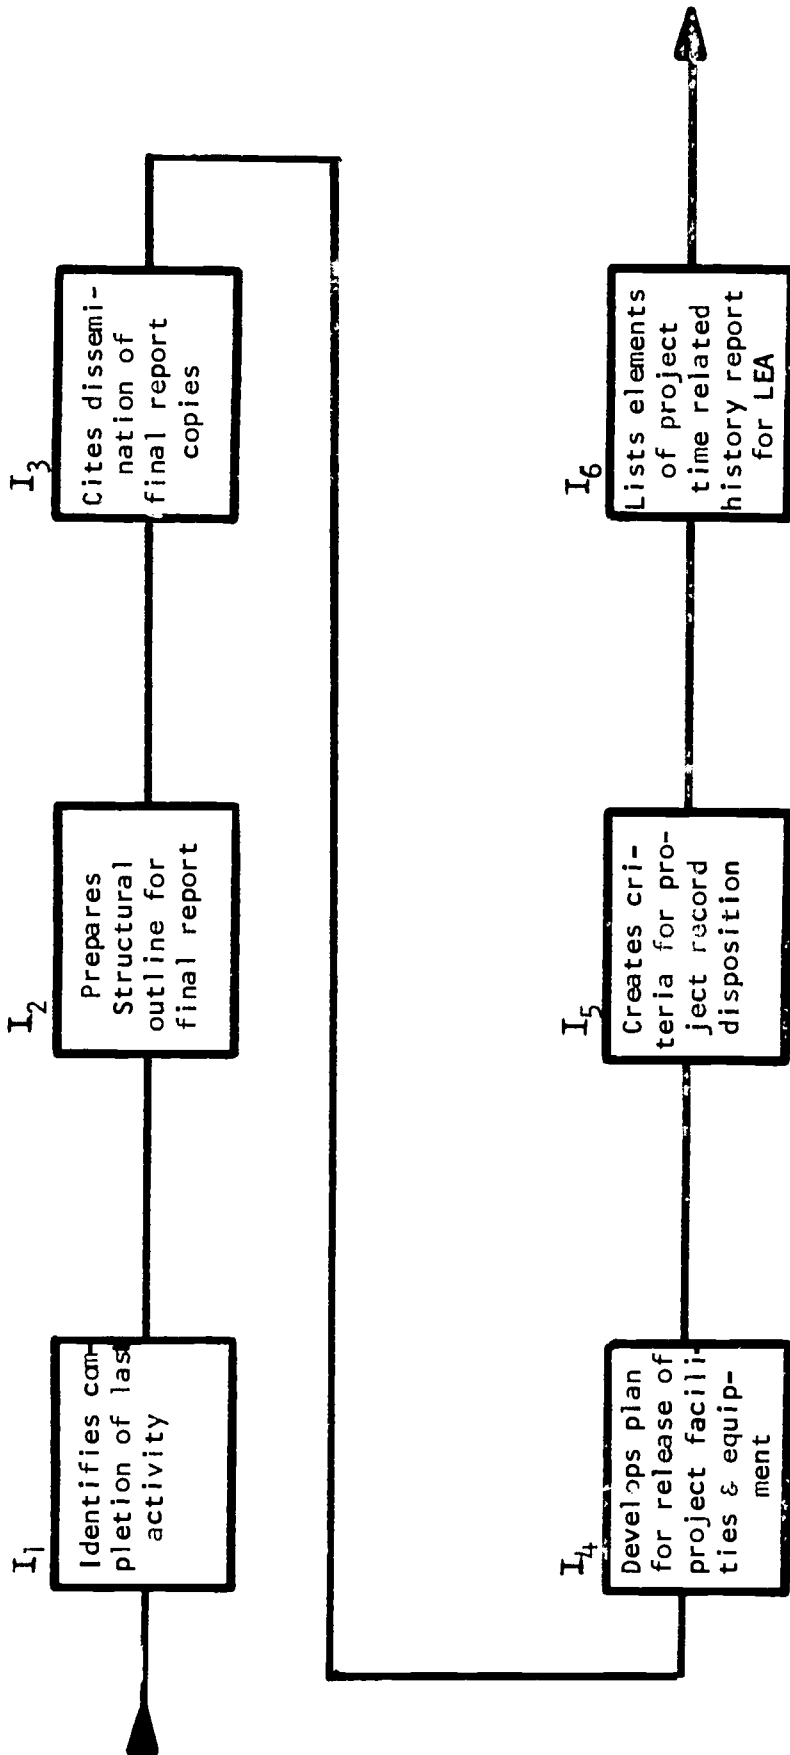 I1
Identifies com-
pletion of last
activity
I2
Prepares
Structural
outline for
final report
I3
Cites dissemi-
nation of
final report
copies
I4
Develops plan
for release of
project facili-
ties & equip-
ment
I5
Creates cri-
teria for pro-
ject record
disposition
I6
Lists elements
of project
time related
history report
for LEA